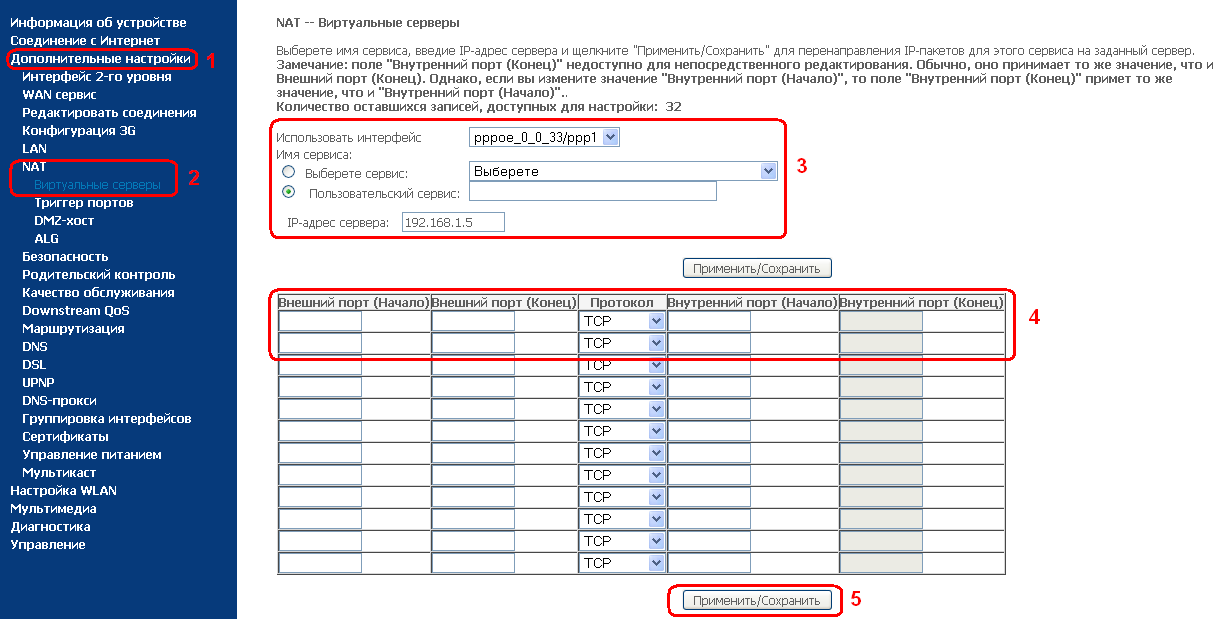 Информация об устройстве
Соединение с Интернет
Дополнительные настройки 1
Интерфейс 2-го уровня
WAN сервис
Редактировать соединения
Конфигурация 3G
LAN
NAT
Виртуальные серверы 2
Триггер портов
DMZ-хост
ALG
Безопасность
Родительский контроль
Качество обслуживания
Downstream QoS
Маршрутизация
DNS
DSL
UPNP
DNS-прокси
Группировка интерфейсов
Сертификаты
Управление питанием
Мультикаст
Настройка WLAN
Мультимедиа
Диагностика
Управление
NAT -- Виртуальные серверы
Выберете имя сервиса, введие IP-адрес сервера и щелкните "Применить/Сохранить" для перенаправления IP-пакетов для этого сервиса на заданный сервер.
Замечание: поле "Внутренний порт (Конец)" недоступно для непосредственного редактирования. Обычно, оно принимает то же значение, что и
Внешний порт (Конец). Однако, если вы измените значение "Внутренний порт (Начало)", то поле "Внутренний порт (Конец)" примет то же
значение, что и "Внутренний порт (Начало)"..
Количество оставшихся записей, доступных для настройки: 32
Использовать интерфейс pppoe_0_0_33/ppp1
Имя сервиса:
Выберете сервис: Выберете 3
Пользовательский сервис:
IP-адрес сервера: 192.168.1.5
Применить/Сохранить
Внешний порт (Начало) Внешний порт (Конец) Протокол Внутренний порт (Начало) Внутренний порт (Конец)
TCP 4
TCP
TCP
TCP
TCP
TCP
TCP
TCP
TCP
TCP
TCP
TCP
Применить/Сохранить 5